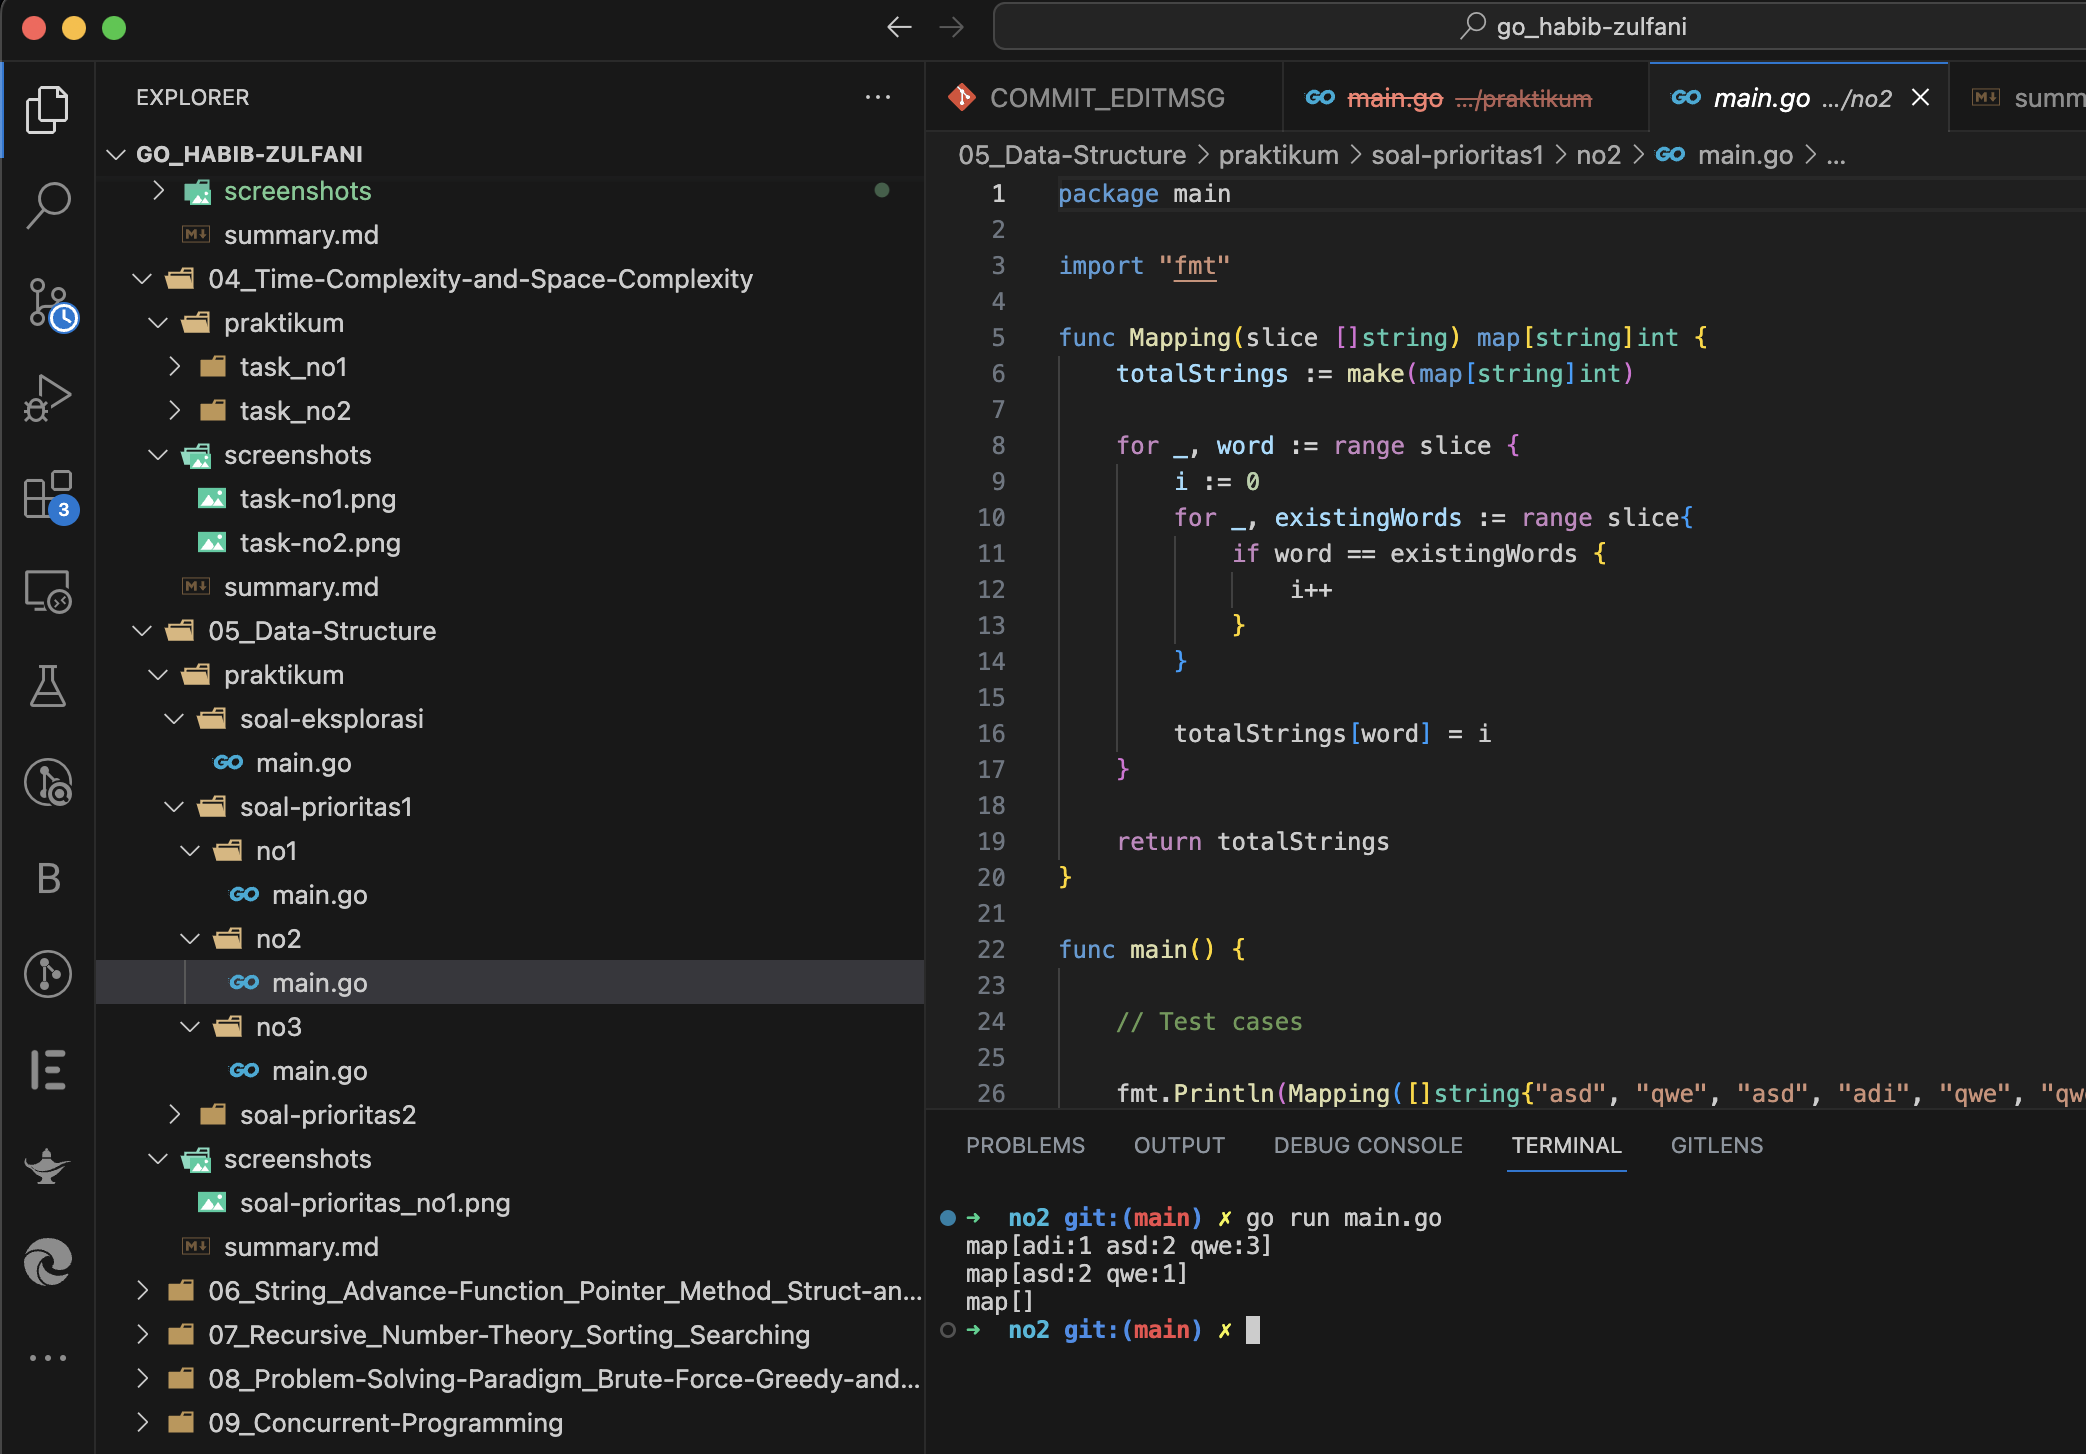 go_habib-zulfani
EXPLORER
GO_HABIB-ZULFANI
screenshots
summary.md
04_Time-Complexity-and-Space-Complexity
praktikum
task_no1
task_no2
screenshots
task-no1.png
task-no2.png
summary.md
05_Data-Structure
praktikum
soal-eksplorasi
GO main.go
soal-prioritas1
no1
GO main.go
no2
GO main.go
no3
GO main.go
soal-prioritas2
screenshots
soal-prioritas_no1.png
summary.md
06_String_Advance-Function_Pointer_Method_Struct-an...
07_Recursive_Number-Theory_Sorting_Searching
08_Problem-Solving-Paradigm_Brute-Force-Greedy-and...
09_Concurrent-Programming
3
B
COMMIT_EDITMSG
GO main.go .../praktikum
GO main.go .../no2
summ
05_Data-Structure > praktikum > soal-prioritas1 > no2 > GO main.go > ...
1 package main
2
3 import "fmt"
4
5 func Mapping(slice []string) map[string]int {
6 totalStrings := make(map[string]int)
7
8 for _, word := range slice {
9 i := 0
10 for _, existingWords := range slice{
11 if word == existingWords {
12 i++
13 }
14 }
15
16 totalStrings[word] = i
17 }
18
19 return totalStrings
20 }
21
22 func main() {
23
24 // Test cases
25
26 fmt.Println(Mapping([]string{"asd", "qwe", "asd", "adi", "qwe", "qw
PROBLEMS OUTPUT DEBUG CONSOLE TERMINAL GITLENS
➜ no2 git:(main) ✗ go run main.go
map[adi:1 asd:2 qwe:3]
map[asd:2 qwe:1]
map[]
➜ no2 git:(main) ✗